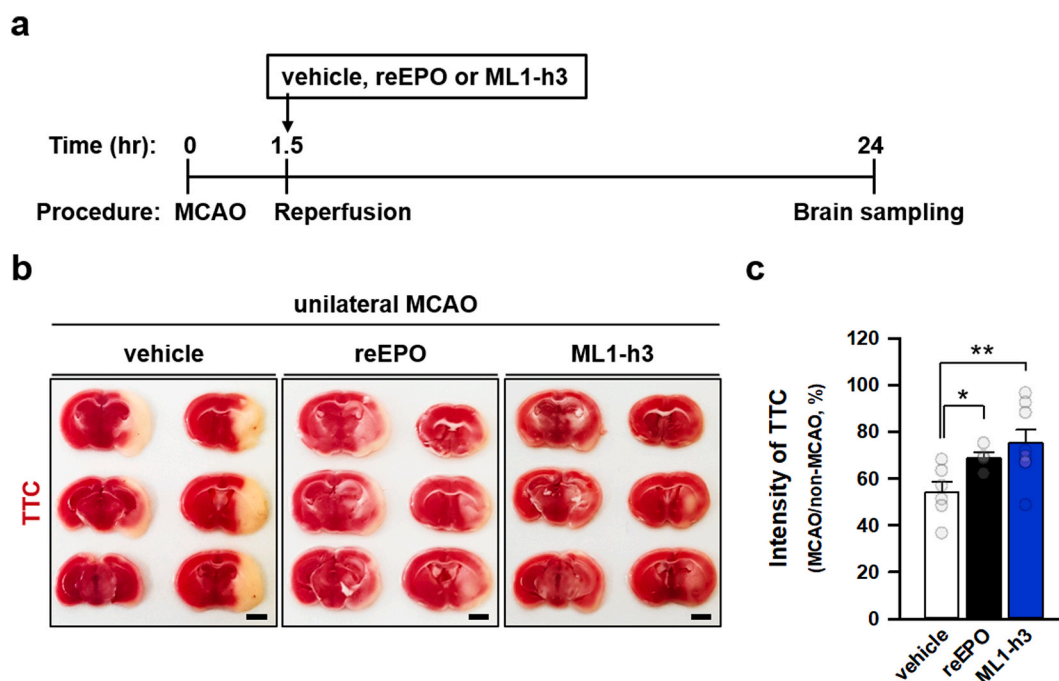 a
vehicle, reEPO or ML1-h3
Time (hr): 0 1.5 24
Procedure: MCAO Reperfusion Brain sampling
b
unilateral MCAO
vehicle reEPO ML1-h3
TTC
c
Intensity of TTC
(MCAO/non-MCAO, %)
120
100
80
60
40
20
0
**
*
vehicle
reEPO
ML1-h3